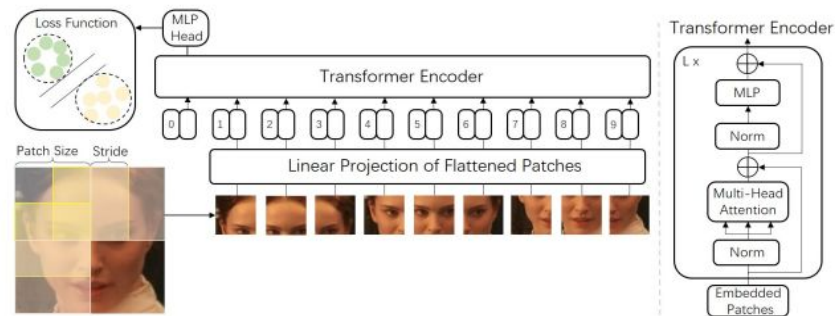 Loss Function
MLP
Head
Transformer Encoder
0 1 2 3 4 5 6 7 8 9
Patch Size Stride
Linear Projection of Flattened Patches
Transformer Encoder
L x
MLP
Norm
Multi-Head
Attention
Norm
Embedded
Patches